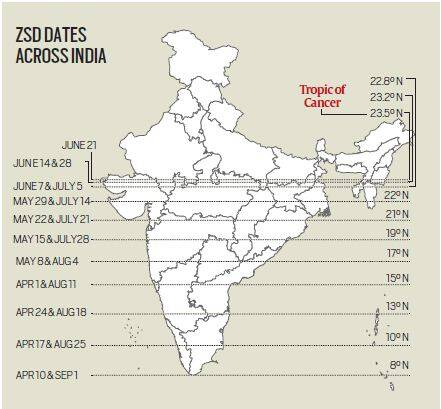 ZSD DATES
ACROSS INDIA
22.8º N
23.2º N
Tropic of
Cancer
23.5º N
JUNE 21
JUNE 14 & 28
JUNE 7 & JULY 5
MAY 29 & JULY 14
22º N
MAY 22 & JULY 21
21º N
MAY 15 & JULY 28
19º N
MAY 8 & AUG 4
17º N
APR 1 & AUG 11
15º N
APR 24 & AUG 18
13º N
APR 17 & AUG 25
10º N
APR 10 & SEP 1
8º N